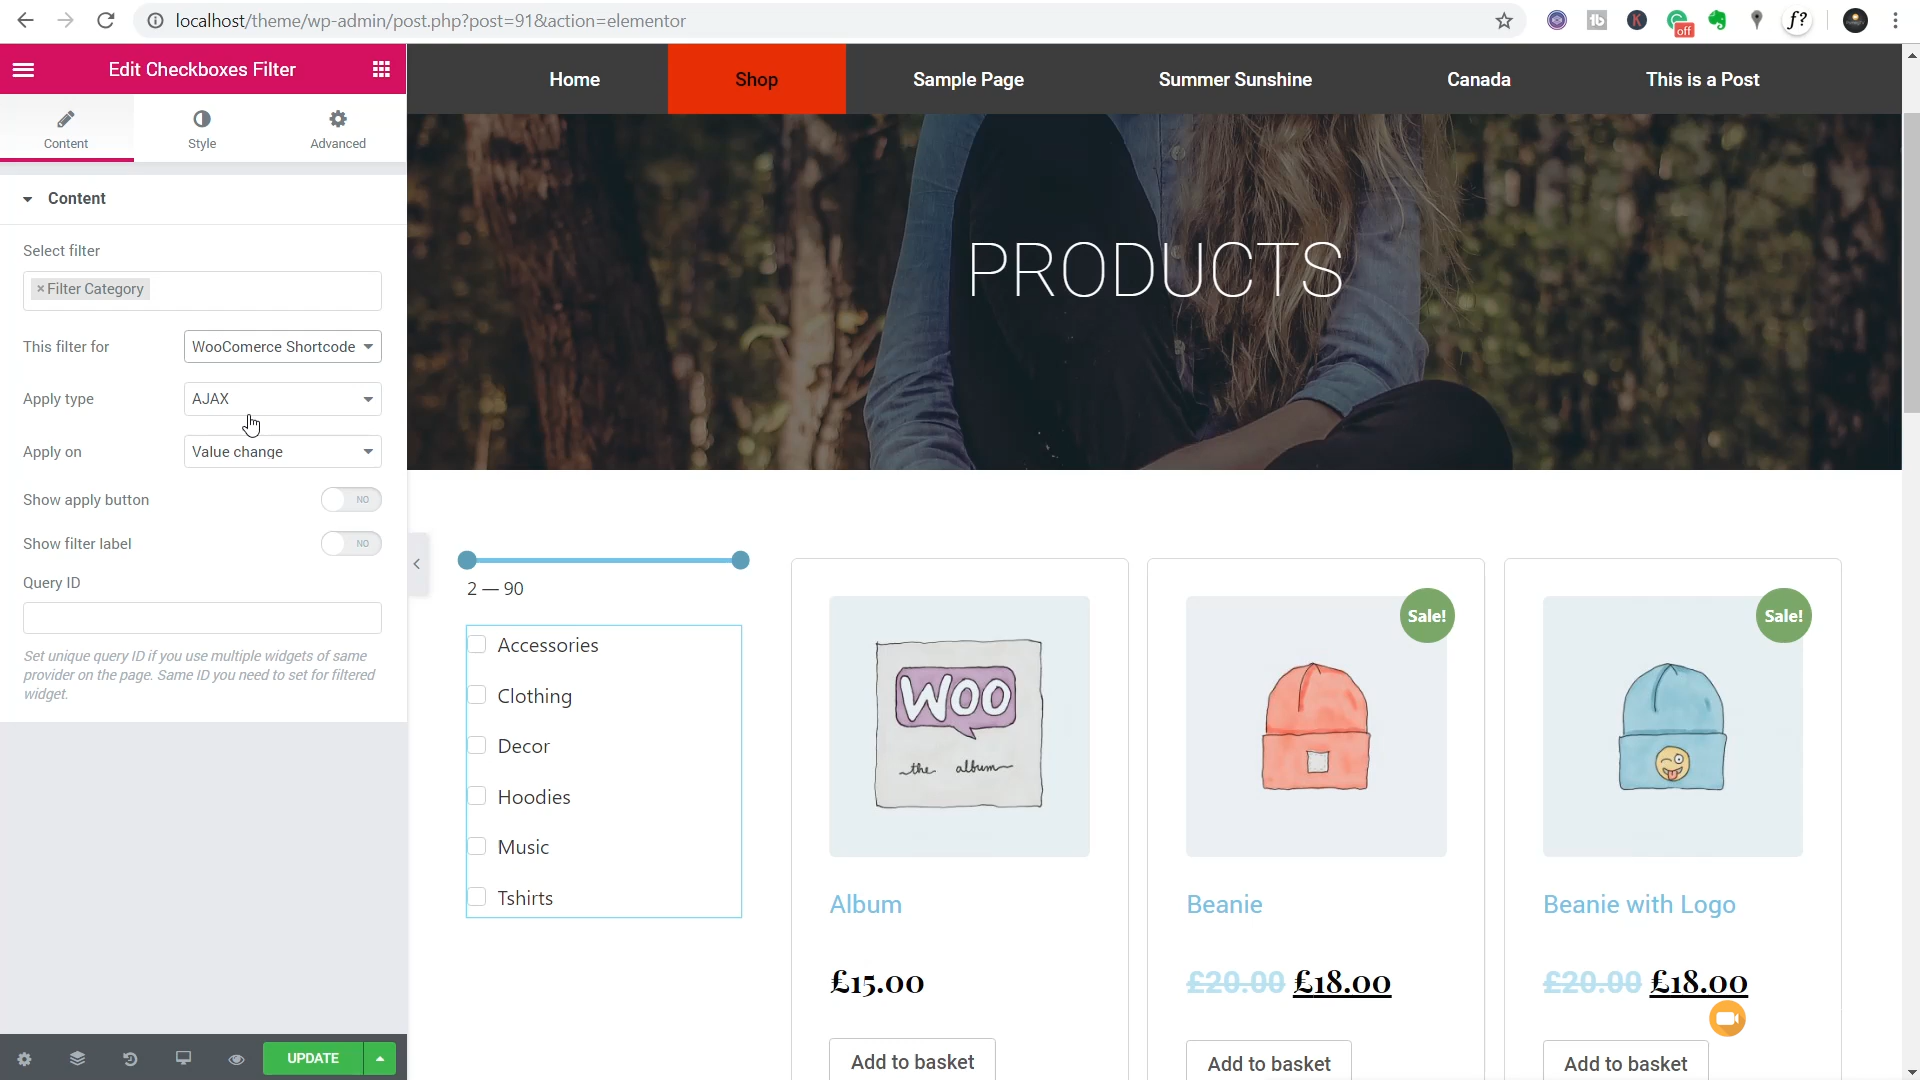 localhost/theme/wp-admin/post.php?post=91&action=elementor
tb
K
off
f?
Edit Checkboxes Filter
Home
Shop
Sample Page
Summer Sunshine
Canada
This is a Post
Content
Style
Advanced
Content
Select filter
× Filter Category
This filter for
WooComerce Shortcode
Apply type
AJAX
Apply on
Value change
Show apply button
NO
Show filter label
NO
Query ID
Set unique query ID if you use multiple widgets of same
provider on the page. Same ID you need to set for filtered
widget.
UPDATE
PRODUCTS
2 — 90
Accessories
Clothing
Decor
Hoodies
Music
Tshirts
WOO
the album
Album
£15.00
Add to basket
Sale!
Beanie
£20.00 £18.00
Add to basket
Sale!
Beanie with Logo
£20.00 £18.00
Add to basket